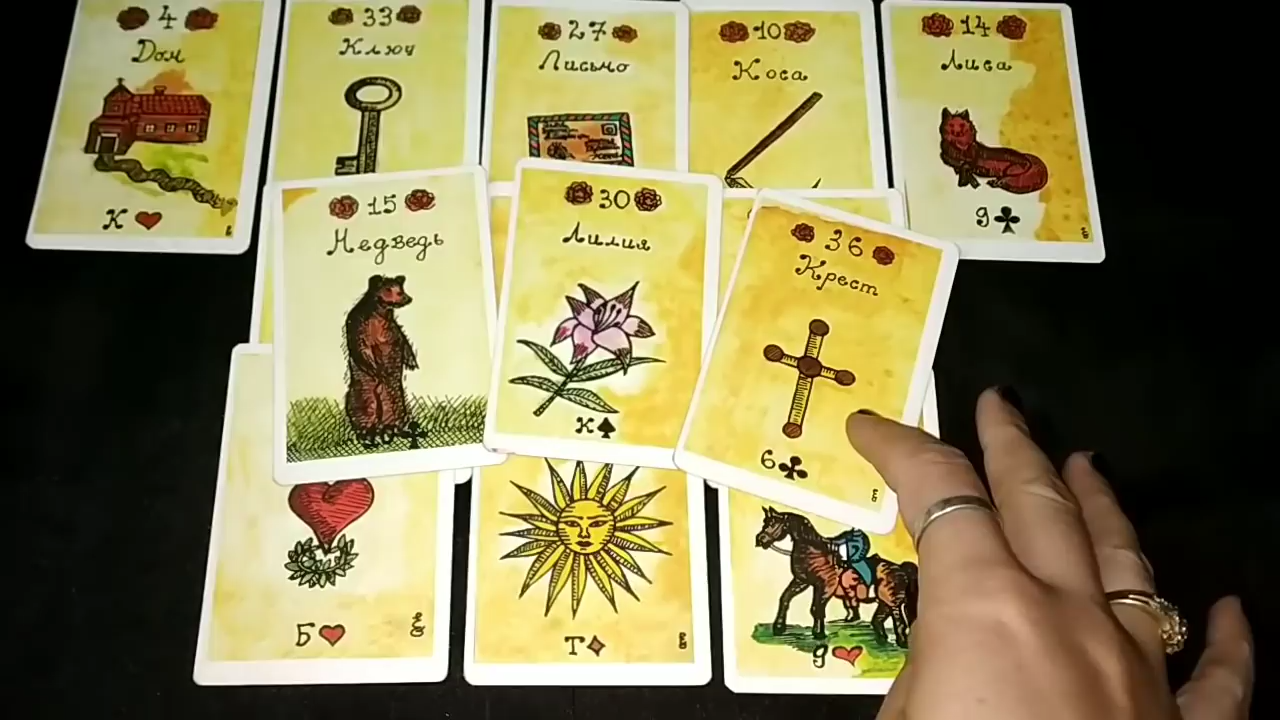 4
Дом
К
33
Ключ
27
Письмо
10
Коса
14
Лиса
9
15
Медведь
30
Лилия
К
36
Крест
6
Б
Т
9